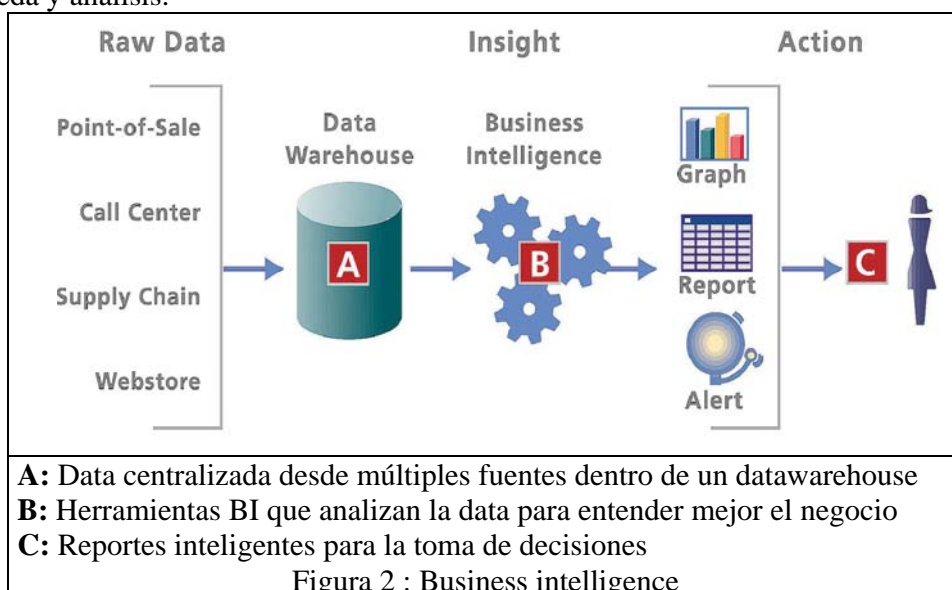 búsqueda y análisis.
Raw Data
Insight
Action
Point-of-Sale
Call Center
Supply Chain
Webstore
Data
Warehouse
A
Business
Intelligence
B
Graph
Report
Alert
C
A: Data centralizada desde múltiples fuentes dentro de un datawarehouse
B: Herramientas BI que analizan la data para entender mejor el negocio
C: Reportes inteligentes para la toma de decisiones
Figura 2 : Business intelligence